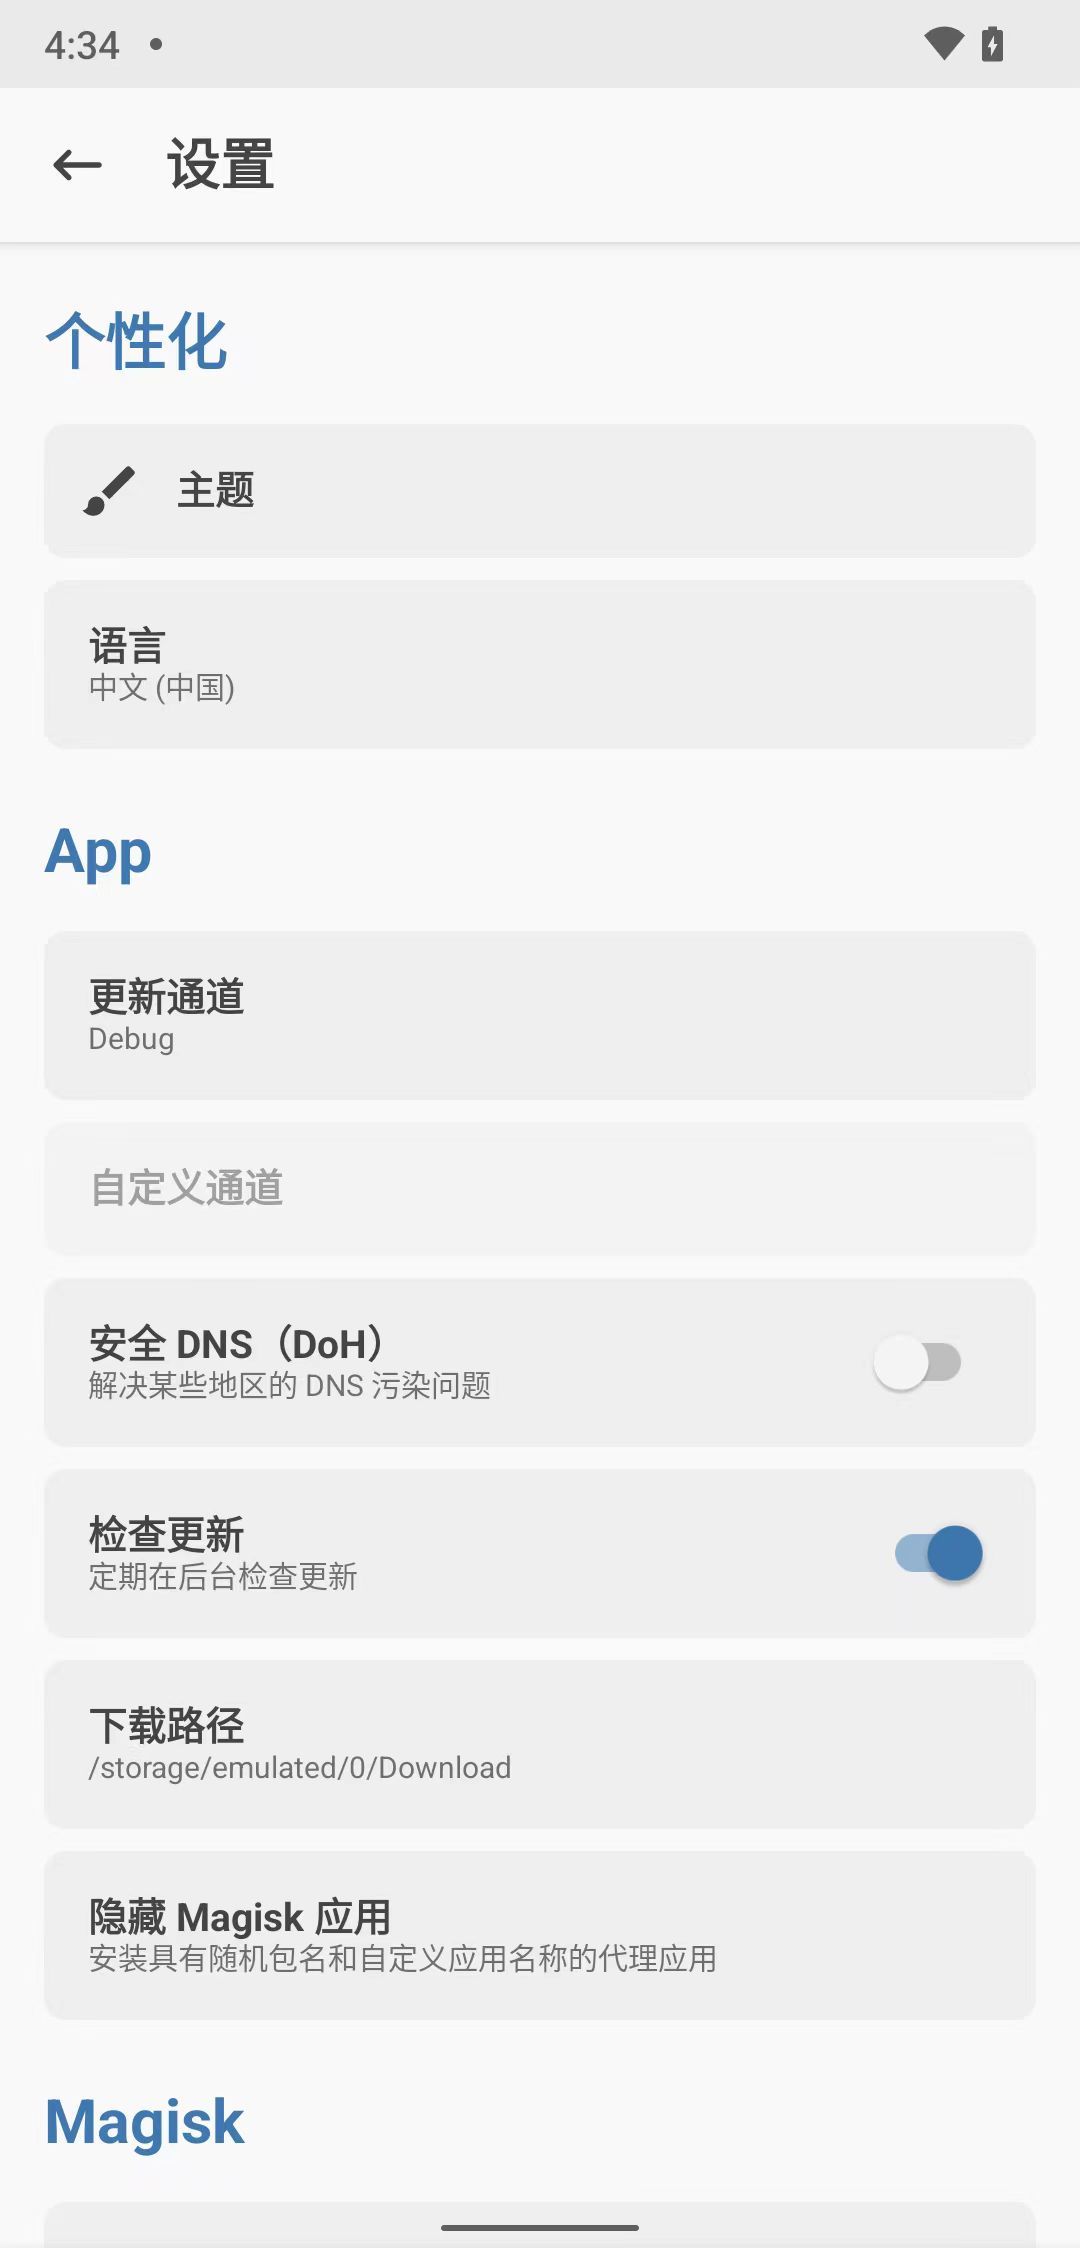 4:34
设置
个性化
主题
语言
中文 (中国)
App
更新通道
Debug
自定义通道
安全 DNS（DoH）
解决某些地区的 DNS 污染问题
检查更新
定期在后台检查更新
下载路径
/storage/emulated/0/Download
隐藏 Magisk 应用
安装具有随机包名和自定义应用名称的代理应用
Magisk